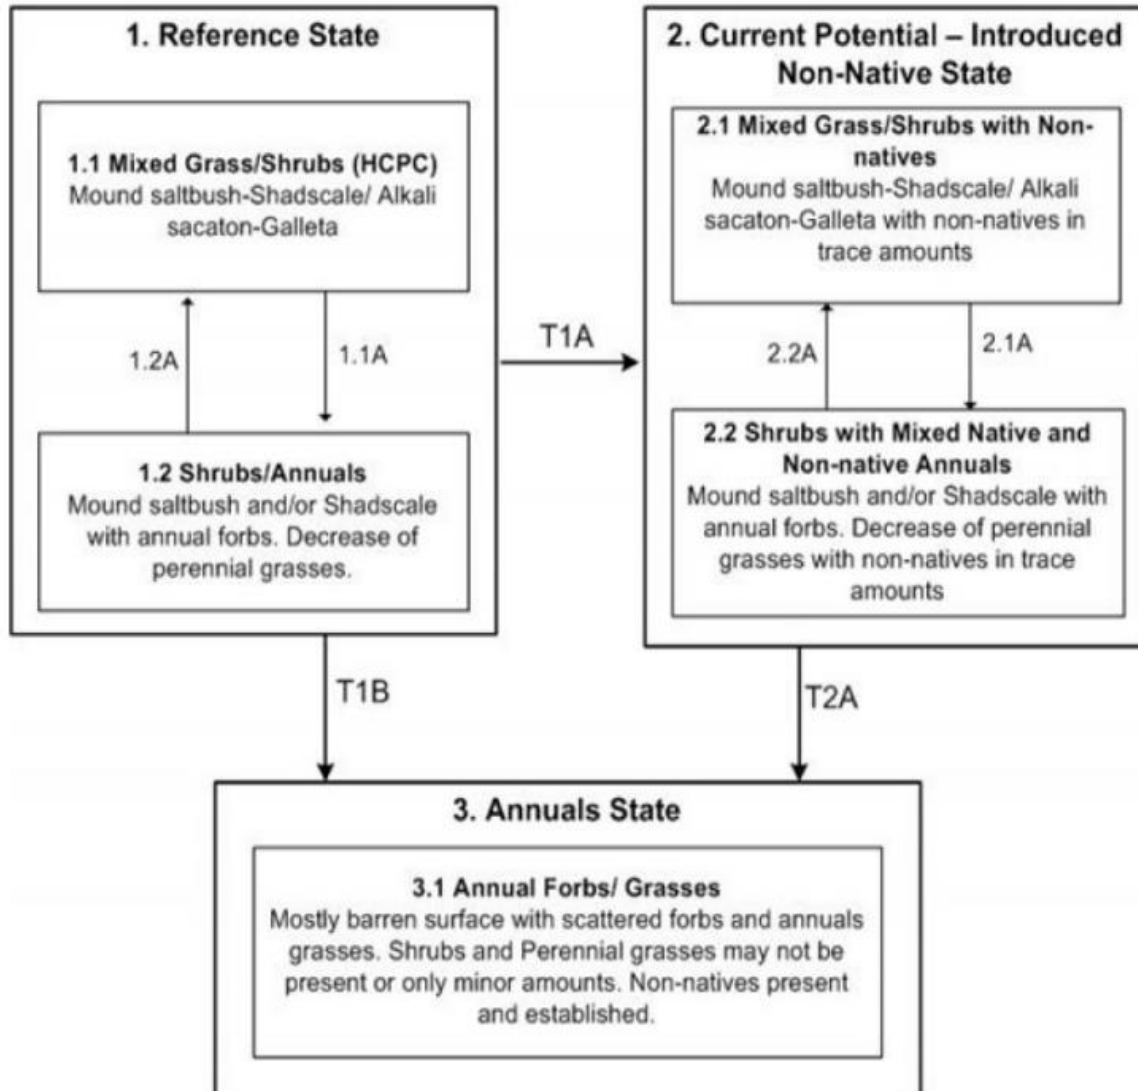 1. Reference State
1.1 Mixed Grass/Shrubs (HCPC)
Mound saltbush-Shadscale/ Alkali
sacaton-Galleta
1.2A
1.1A
1.2 Shrubs/Annuals
Mound saltbush and/or Shadscale
with annual forbs. Decrease of
perennial grasses.
T1A
2. Current Potential – Introduced
Non-Native State
2.1 Mixed Grass/Shrubs with Non-
natives
Mound saltbush-Shadscale/ Alkali
sacaton-Galleta with non-natives in
trace amounts
2.2A
2.1A
2.2 Shrubs with Mixed Native and
Non-native Annuals
Mound saltbush and/or Shadscale with
annual forbs. Decrease of perennial
grasses with non-natives in trace
amounts
T1B
T2A
3. Annuals State
3.1 Annual Forbs/ Grasses
Mostly barren surface with scattered forbs and annuals
grasses. Shrubs and Perennial grasses may not be
present or only minor amounts. Non-natives present
and established.